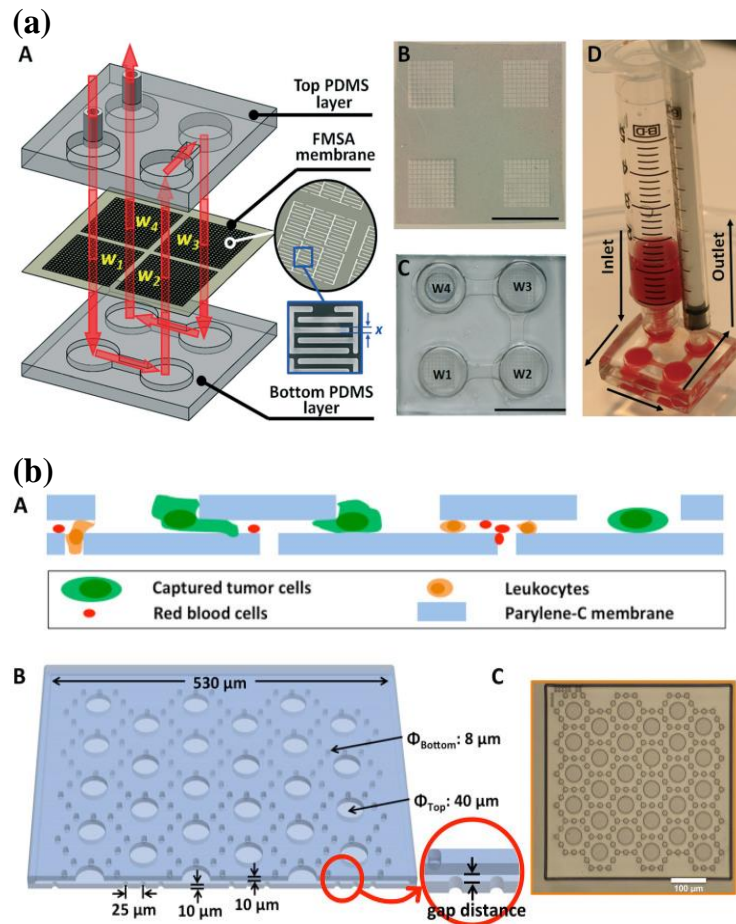 (a)
A
Top PDMS
layer
FMSA
membrane
W4
W3
W1
W2
x
Bottom PDMS
layer
B
C
W4
W3
W1
W2
D
B-D
Inlet
Outlet
(b)
A
Captured tumor cells
Leukocytes
Red blood cells
Parylene-C membrane
B
530 μm
ΦBottom: 8 μm
ΦTop: 40 μm
25 μm
10 μm
10 μm
gap distance
C
100 μm